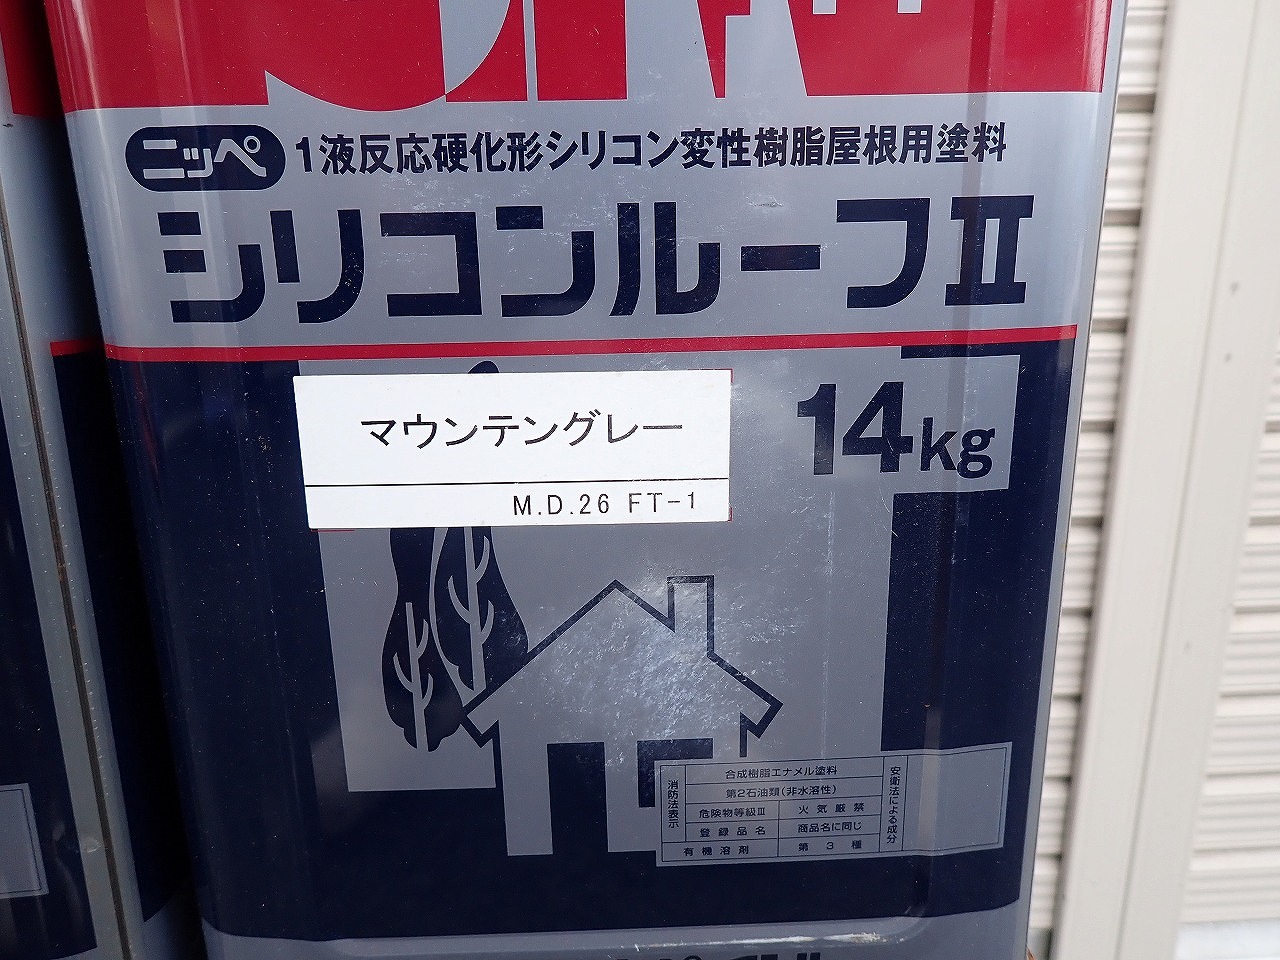 ニッペ
1液反応硬化形シリコン変性樹脂屋根用塗料
シリコンルーフⅡ
マウンテングレー
M.D.26 FT-1
14kg
消防法表示
合成樹脂エナメル塗料
第2石油類(非水溶性)
危険物等級Ⅲ 火気厳禁
登録品名 商品名に同じ
有機溶剤 第3種
安衛法による成分